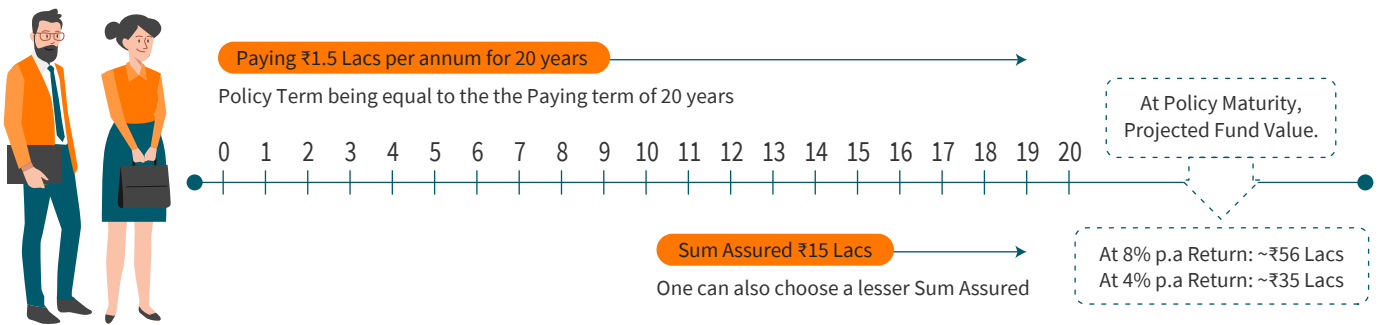 Paying ₹1.5 Lacs per annum for 20 years
Policy Term being equal to the the Paying term of 20 years
0 1 2 3 4 5 6 7 8 9 10 11 12 13 14 15 16 17 18 19 20
At Policy Maturity,
Projected Fund Value.
Sum Assured ₹15 Lacs
One can also choose a lesser Sum Assured
At 8% p.a Return: ~₹56 Lacs
At 4% p.a Return: ~₹35 Lacs